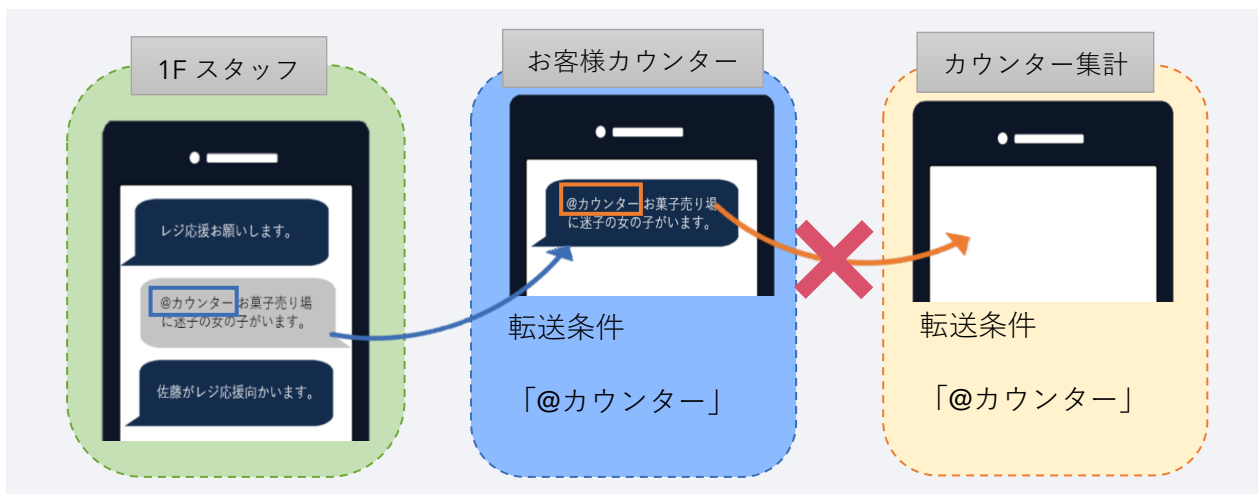 1F スタッフ
レジ応援お願いします。
@カウンター お菓子売り場
に迷子の女の子がいます。
佐藤がレジ応援向かいます。
お客様カウンター
@カウンター お菓子売り場
に迷子の女の子がいます。
転送条件
「@カウンター」
カウンター集計
転送条件
「@カウンター」